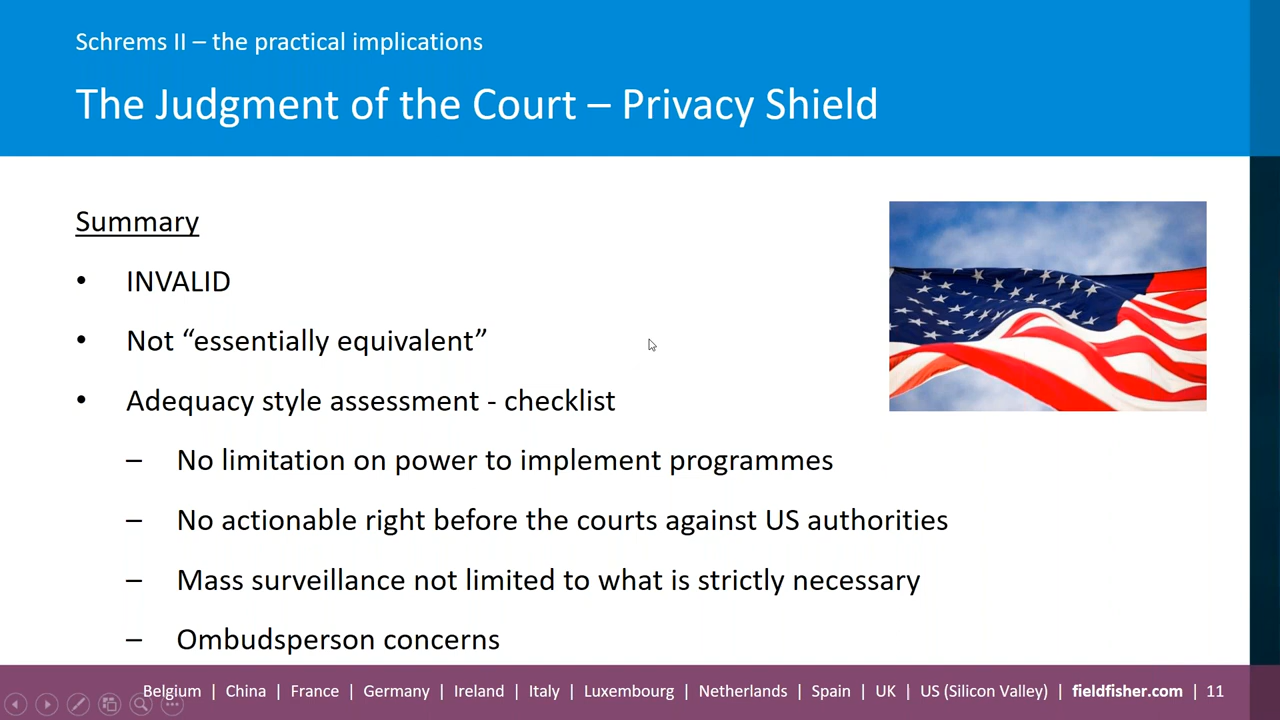 Schrems II – the practical implications
The Judgment of the Court – Privacy Shield
Summary
• INVALID
• Not “essentially equivalent”
• Adequacy style assessment - checklist
– No limitation on power to implement programmes
– No actionable right before the courts against US authorities
– Mass surveillance not limited to what is strictly necessary
– Ombudsperson concerns
Belgium | China | France | Germany | Ireland | Italy | Luxembourg | Netherlands | Spain | UK | US (Silicon Valley) | fieldfisher.com | 11